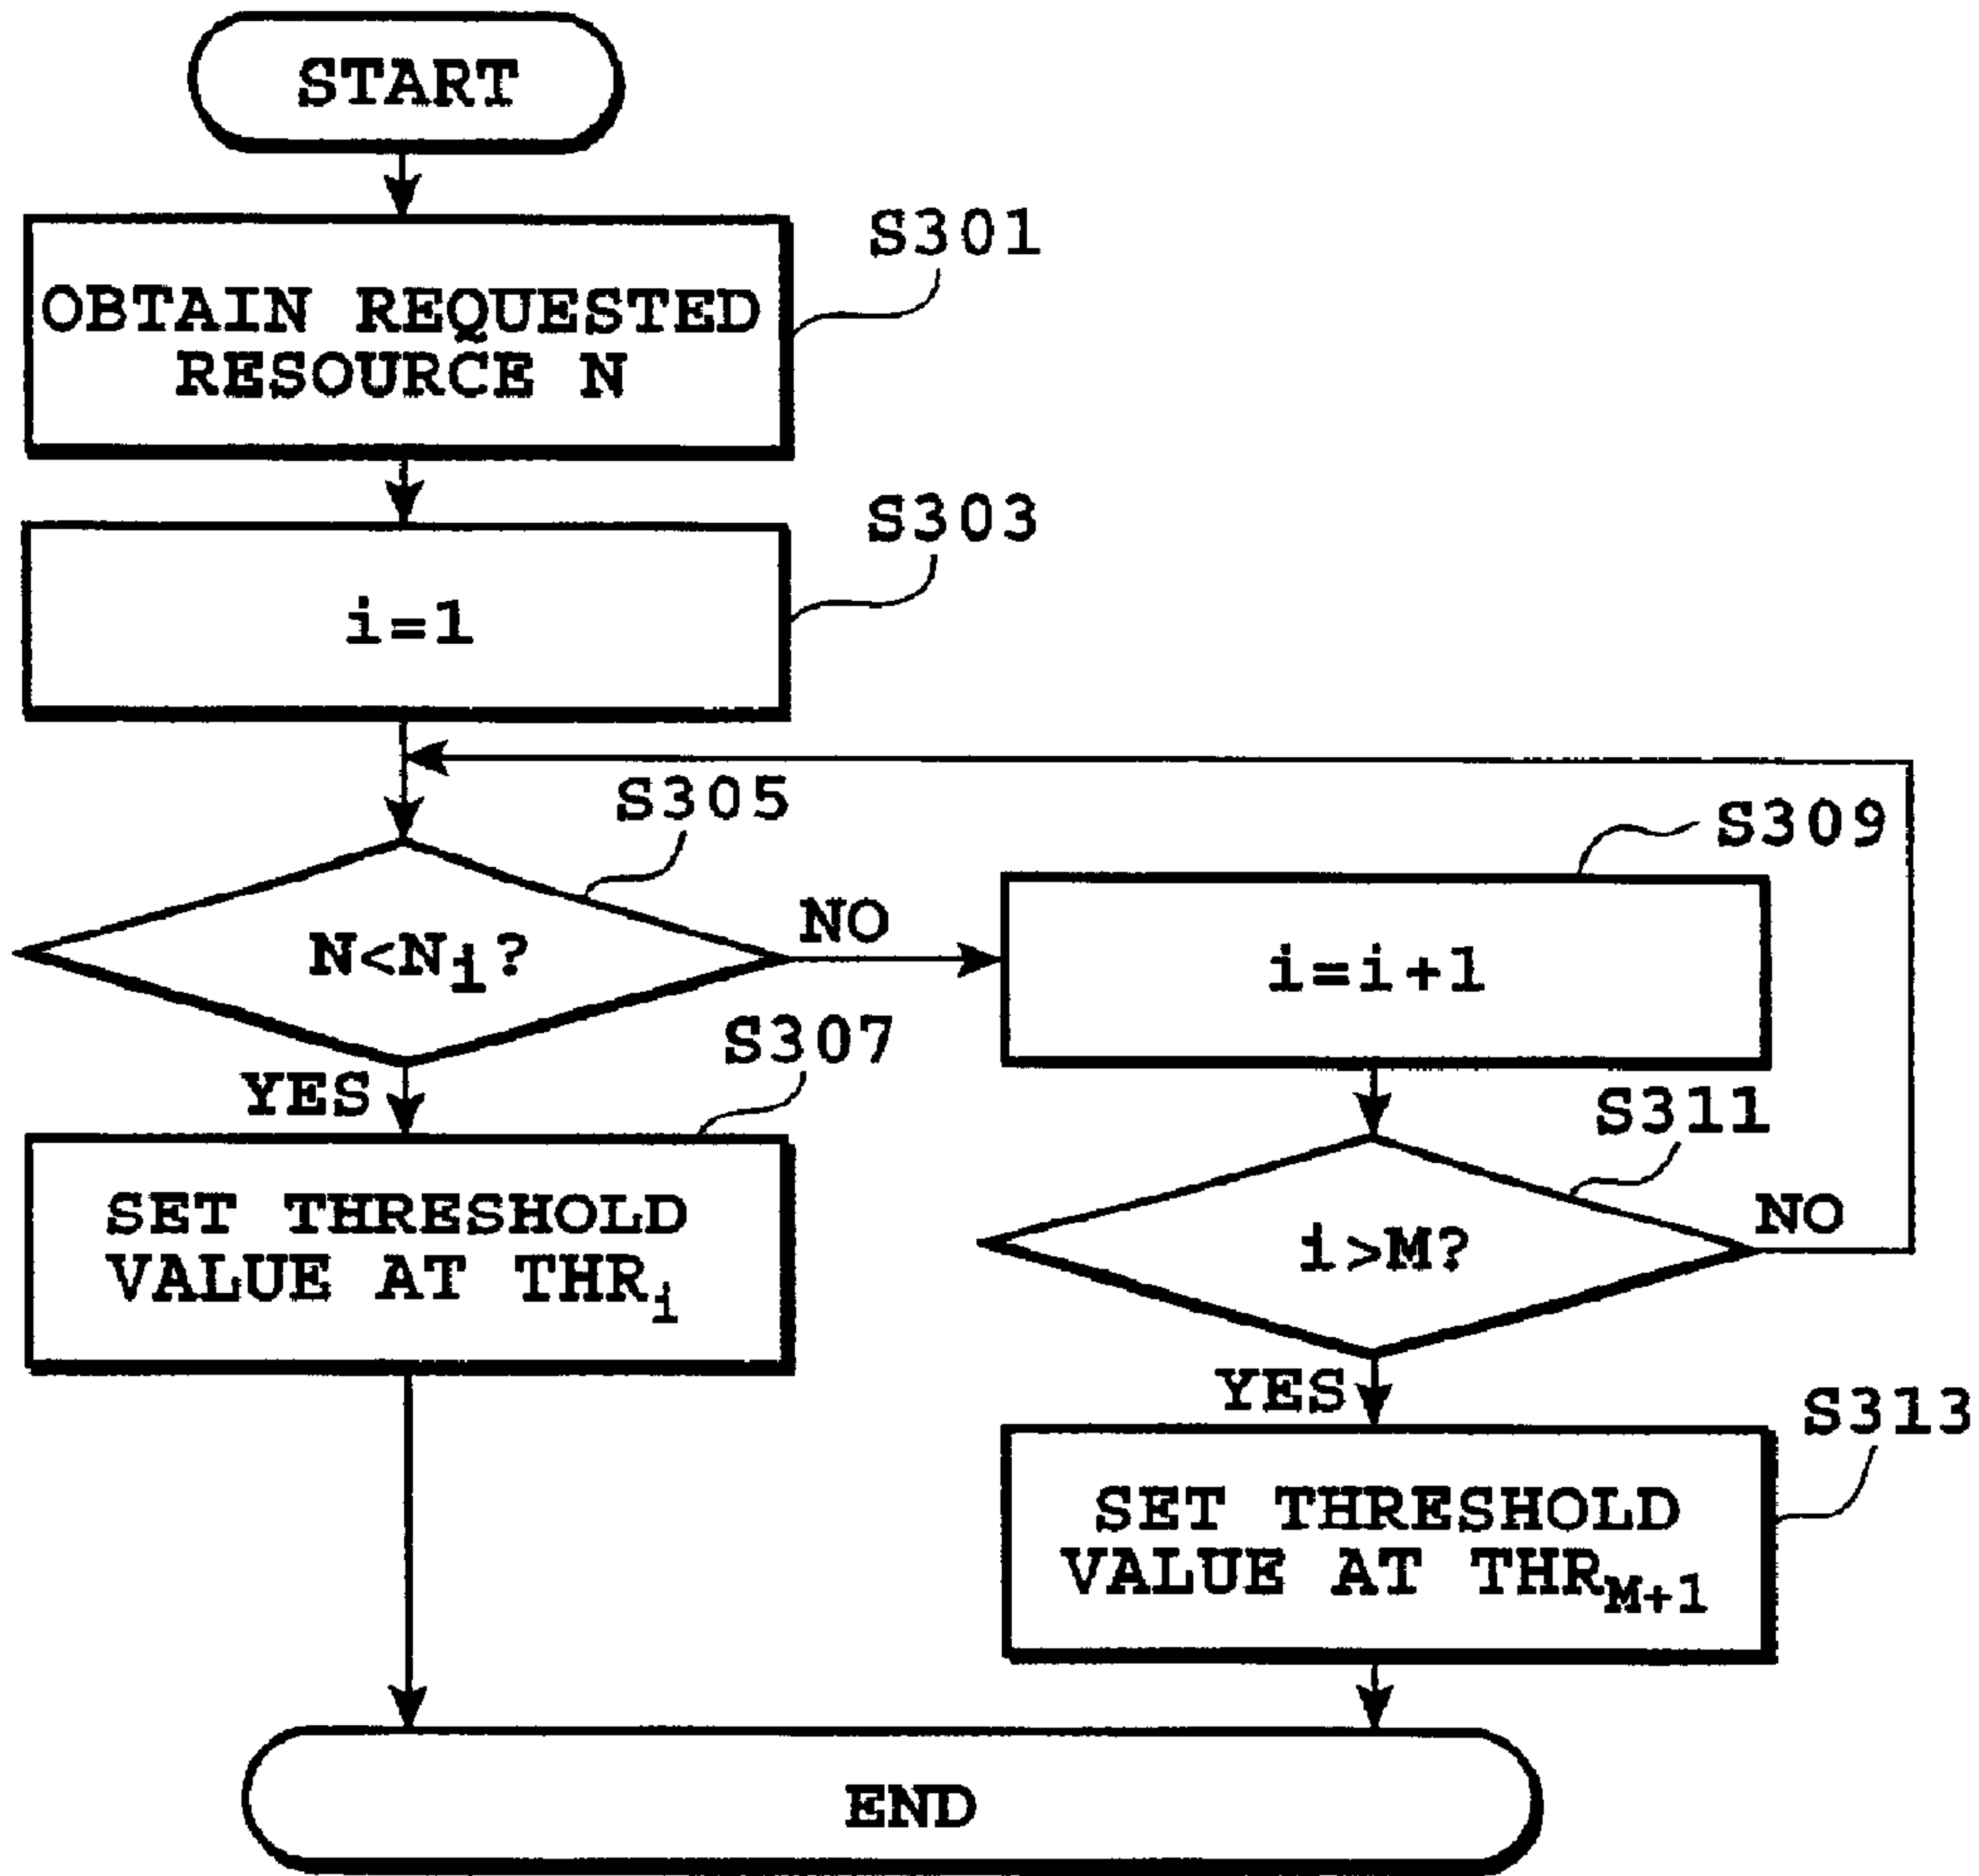 START
S301
OBTAIN REQUESTED
RESOURCE N
S303
i=1
S305
N<Nᵢ?
NO
YES
S309
i=i+1
S307
SET THRESHOLD
VALUE AT THRᵢ
S311
i>M?
NO
YES
S313
SET THRESHOLD
VALUE AT THR_M+1
END